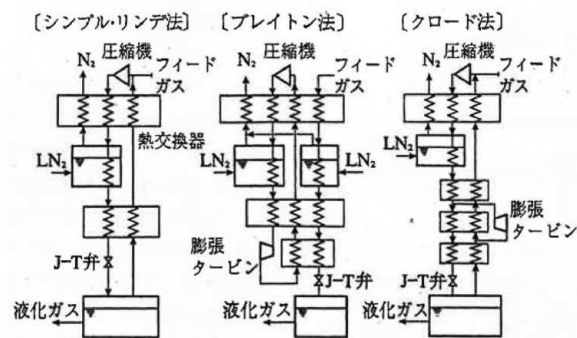 〔シンプル・リンデ法〕
N₂
圧縮機
フィード
ガス
熱交換器
LN₂
J－T弁
液化ガス
〔ブレイトン法〕
N₂
圧縮機
フィード
ガス
LN₂
LN₂
膨張
タービン
J－T弁
液化ガス
〔クロード法〕
N₂
圧縮機
フィード
ガス
LN₂
膨張
タービン
J－T弁
液化ガス